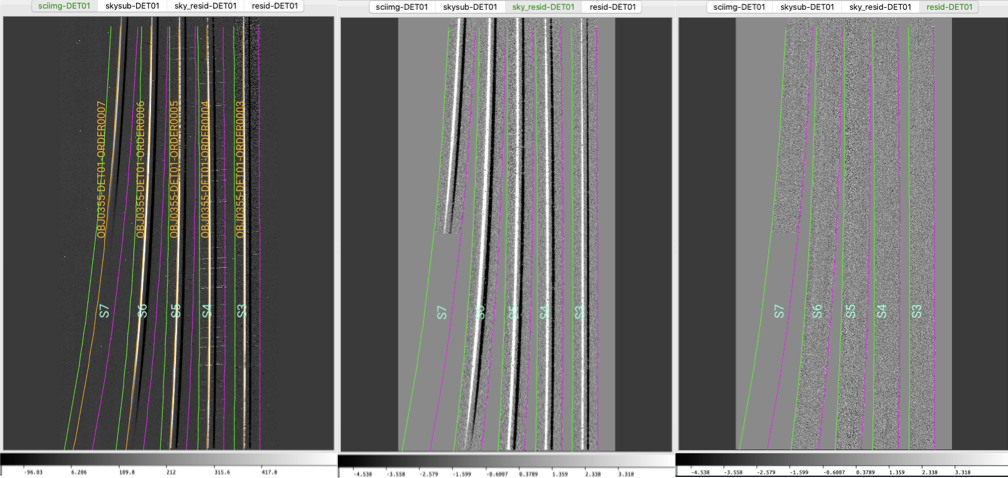 sciimg-DET01 skysub-DET01 sky_resid-DET01 resid-DET01
OBJ0355-DET01-ORDER0007
OBJ0355-DET01-ORDER0006
OBJ0355-DET01-ORDER0005
OBJ0355-DET01-ORDER0004
OBJ0355-DET01-ORDER0003
S7 S6 S5 S4 S3
-96.03 6.206 109.0 212 315.6 417.8
sciimg-DET01 skysub-DET01 sky_resid-DET01 resid-DET01
S7 S4 S3
-4.538 -3.558 -2.579 -1.599 -0.6007 0.3789 1.359 2.338 3.318
sciimg-DET01 skysub-DET01 sky_resid-DET01 resid-DET01
S7 S6 S5 S4 S3
-4.538 -3.558 -2.579 -1.599 -0.6007 0.3789 1.359 2.338 3.318